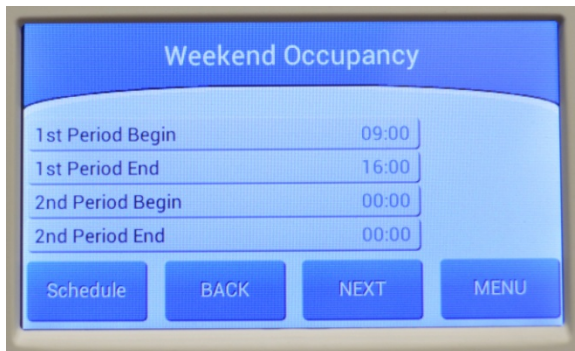 Weekend Occupancy
1st Period Begin 09:00
1st Period End 16:00
2nd Period Begin 00:00
2nd Period End 00:00
Schedule BACK NEXT MENU